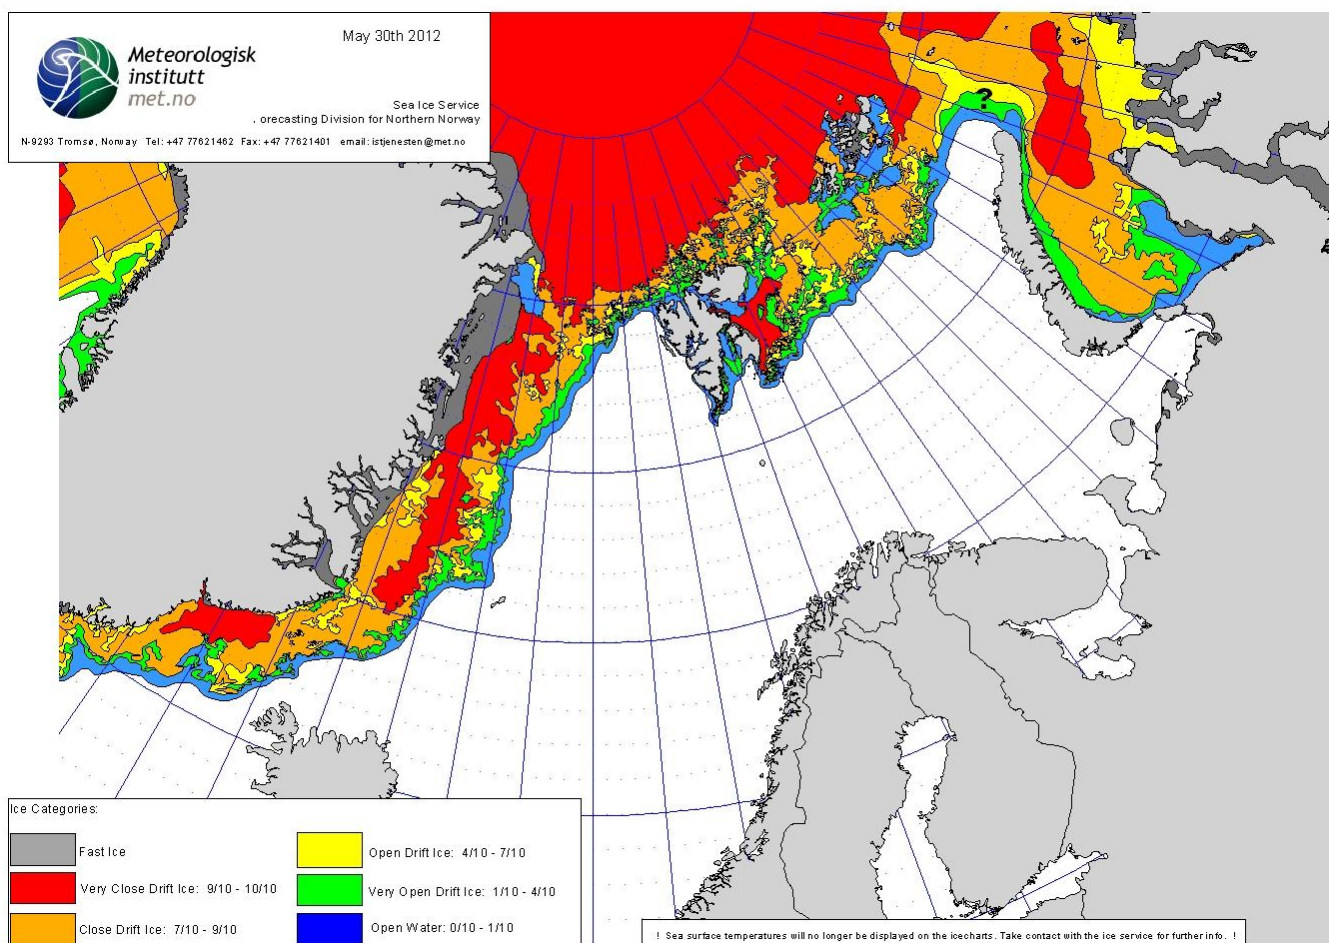 May 30th 2012
Meteorologisk
institutt
met.no
Sea Ice Service
. orecasting Division for Northern Norway
N-9293 Tromsø, Norway Tel: +47 77621462 Fax: +47 77621401 email: istjenesten@met.no
?
Ice Categories:
Fast Ice
Open Drift Ice: 4/10 - 7/10
Very Close Drift Ice: 9/10 - 10/10
Very Open Drift Ice: 1/10 - 4/10
Close Drift Ice: 7/10 - 9/10
Open Water: 0/10 - 1/10
! Sea surface temperatures will no longer be displayed on the icecharts. Take contact with the ice service for further info. !